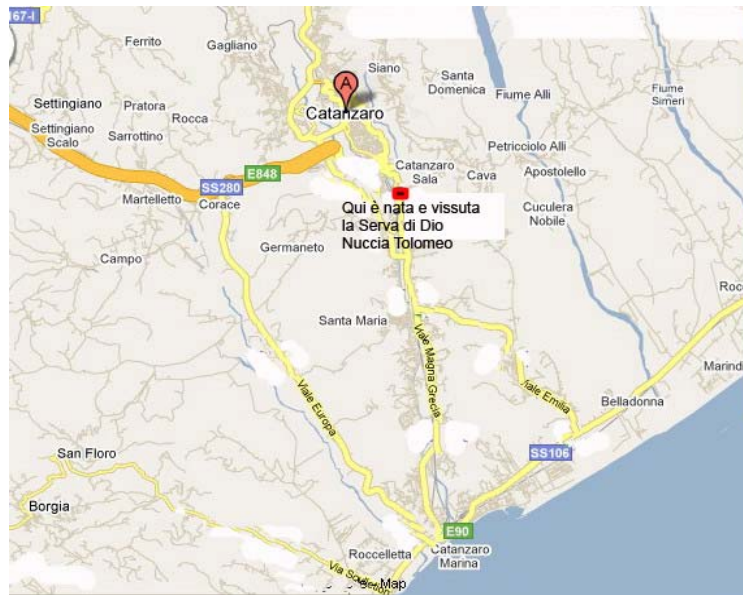 167-I
Ferrito
Gagliano
Siano
Santa
Domenica
Fiume Alli
Fiume
Simeri
A
Catanzaro
Settingiano
Pratora
Rocca
Settingiano
Scalo
Sarrottino
Petricciolo Alli
Catanzaro
Sala
Cava
Apostolello
E848
SS280
Martelletto
Corace
Cuculera
Nobile
Qui è nata e vissuta
la Serva di Dio
Nuccia Tolomeo
Germaneto
Campo
Santa Maria
Viale Magna Grecia
Viale Europa
Viale Emilia
Marindi
Belladonna
SS106
San Floro
Borgia
E90
Roccelletta
Catanzaro
Marina
Map